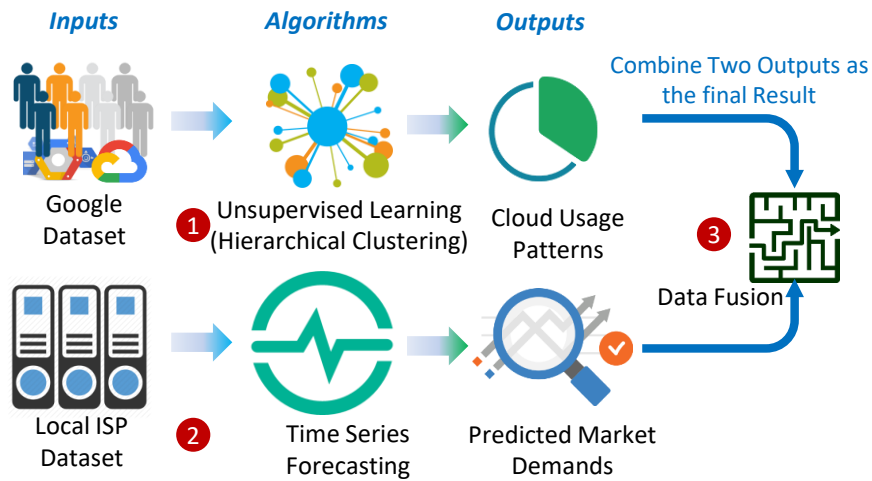 Inputs
Algorithms
Outputs
Combine Two Outputs as
the final Result
Google
Dataset
1
Unsupervised Learning
(Hierarchical Clustering)
Cloud Usage
Patterns
3
Data Fusion
Local ISP
Dataset
2
Time Series
Forecasting
Predicted Market
Demands